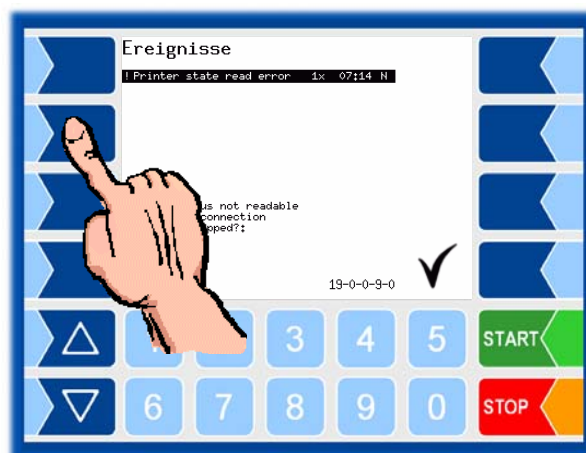 Ereignisse
! Printer state read error 1x 07:14 N
us not readable
connection
pped?:
19-0-0-9-0
3 4 5 START
6 7 8 9 0 STOP